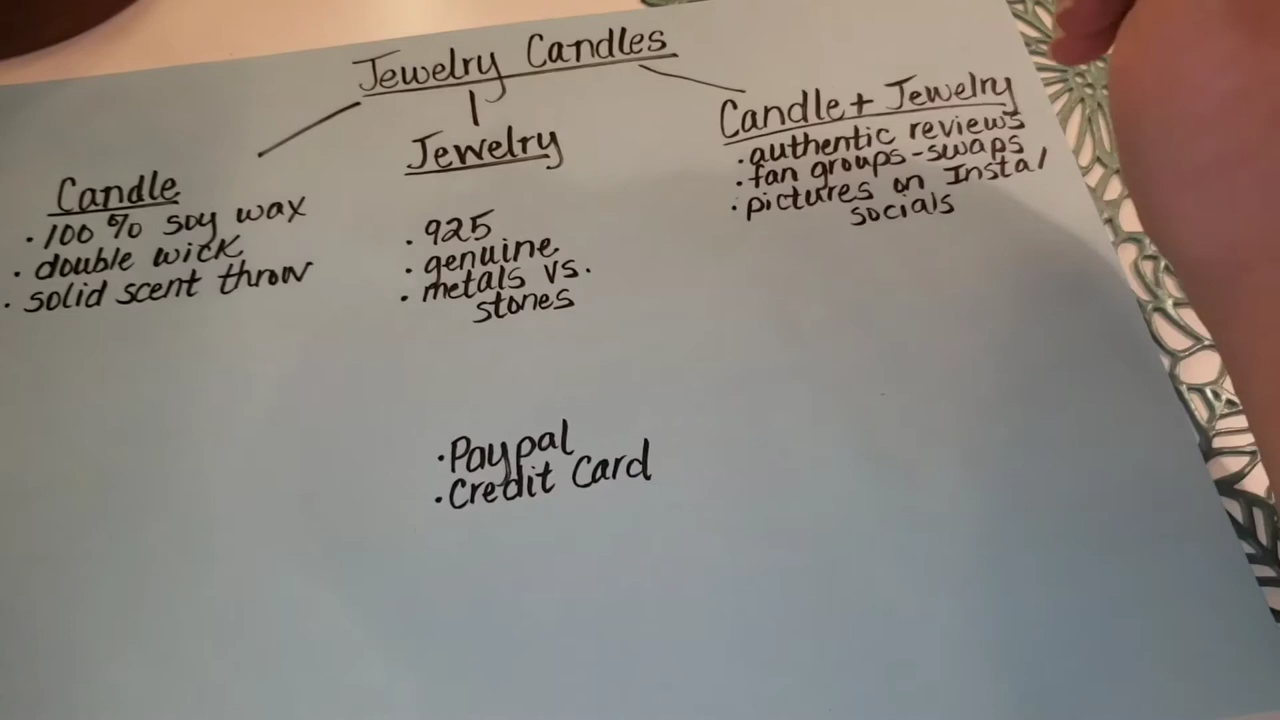 Jewelry Candles
Candle
• 100% soy wax
• double wick
• solid scent throw
Jewelry
• 925
• genuine
• metals vs.
stones
Candle + Jewelry
• authentic reviews
• fan groups-swaps
• pictures on Insta/
socials
• Paypal
• Credit Card